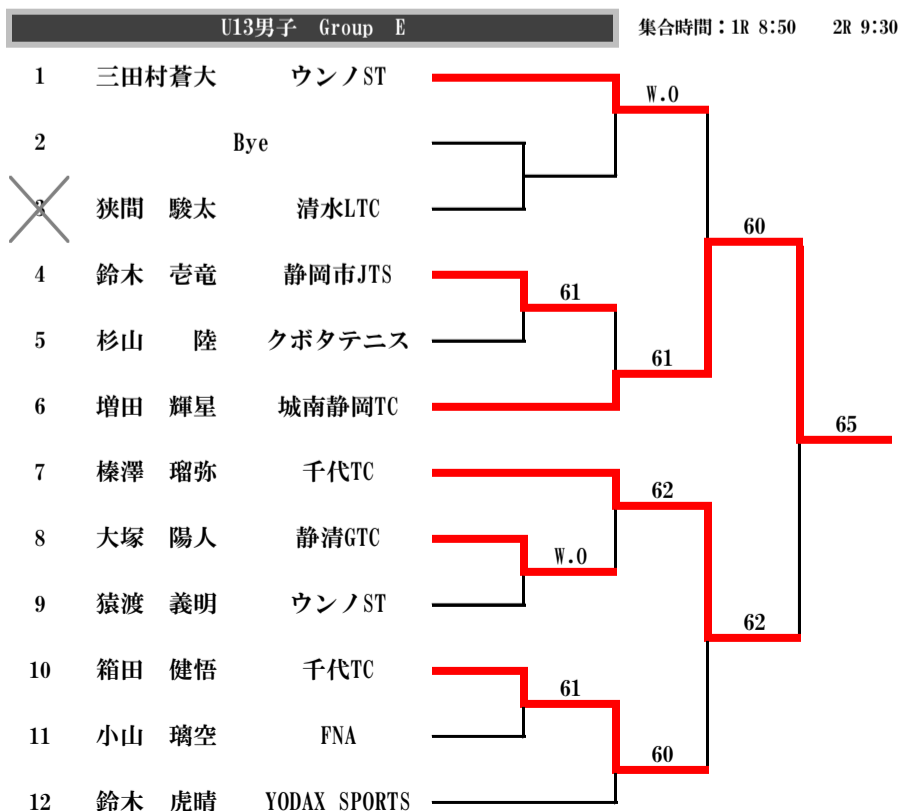 U13男子 Group E 集合時間：1R 8:50 2R 9:30
1 三田村蒼大 ウンノST
W.O
2 Bye
3 狭間 駿太 清水LTC
60
4 鈴木 壱竜 静岡市JTS
61
5 杉山 陸 クボタテニス
61
6 増田 輝星 城南静岡TC
65
7 榛澤 瑠弥 千代TC
62
8 大塚 陽人 静清GTC
W.O
9 猿渡 義明 ウンノST
62
10 箱田 健悟 千代TC
61
11 小山 璃空 FNA
60
12 鈴木 虎晴 YODAX SPORTS